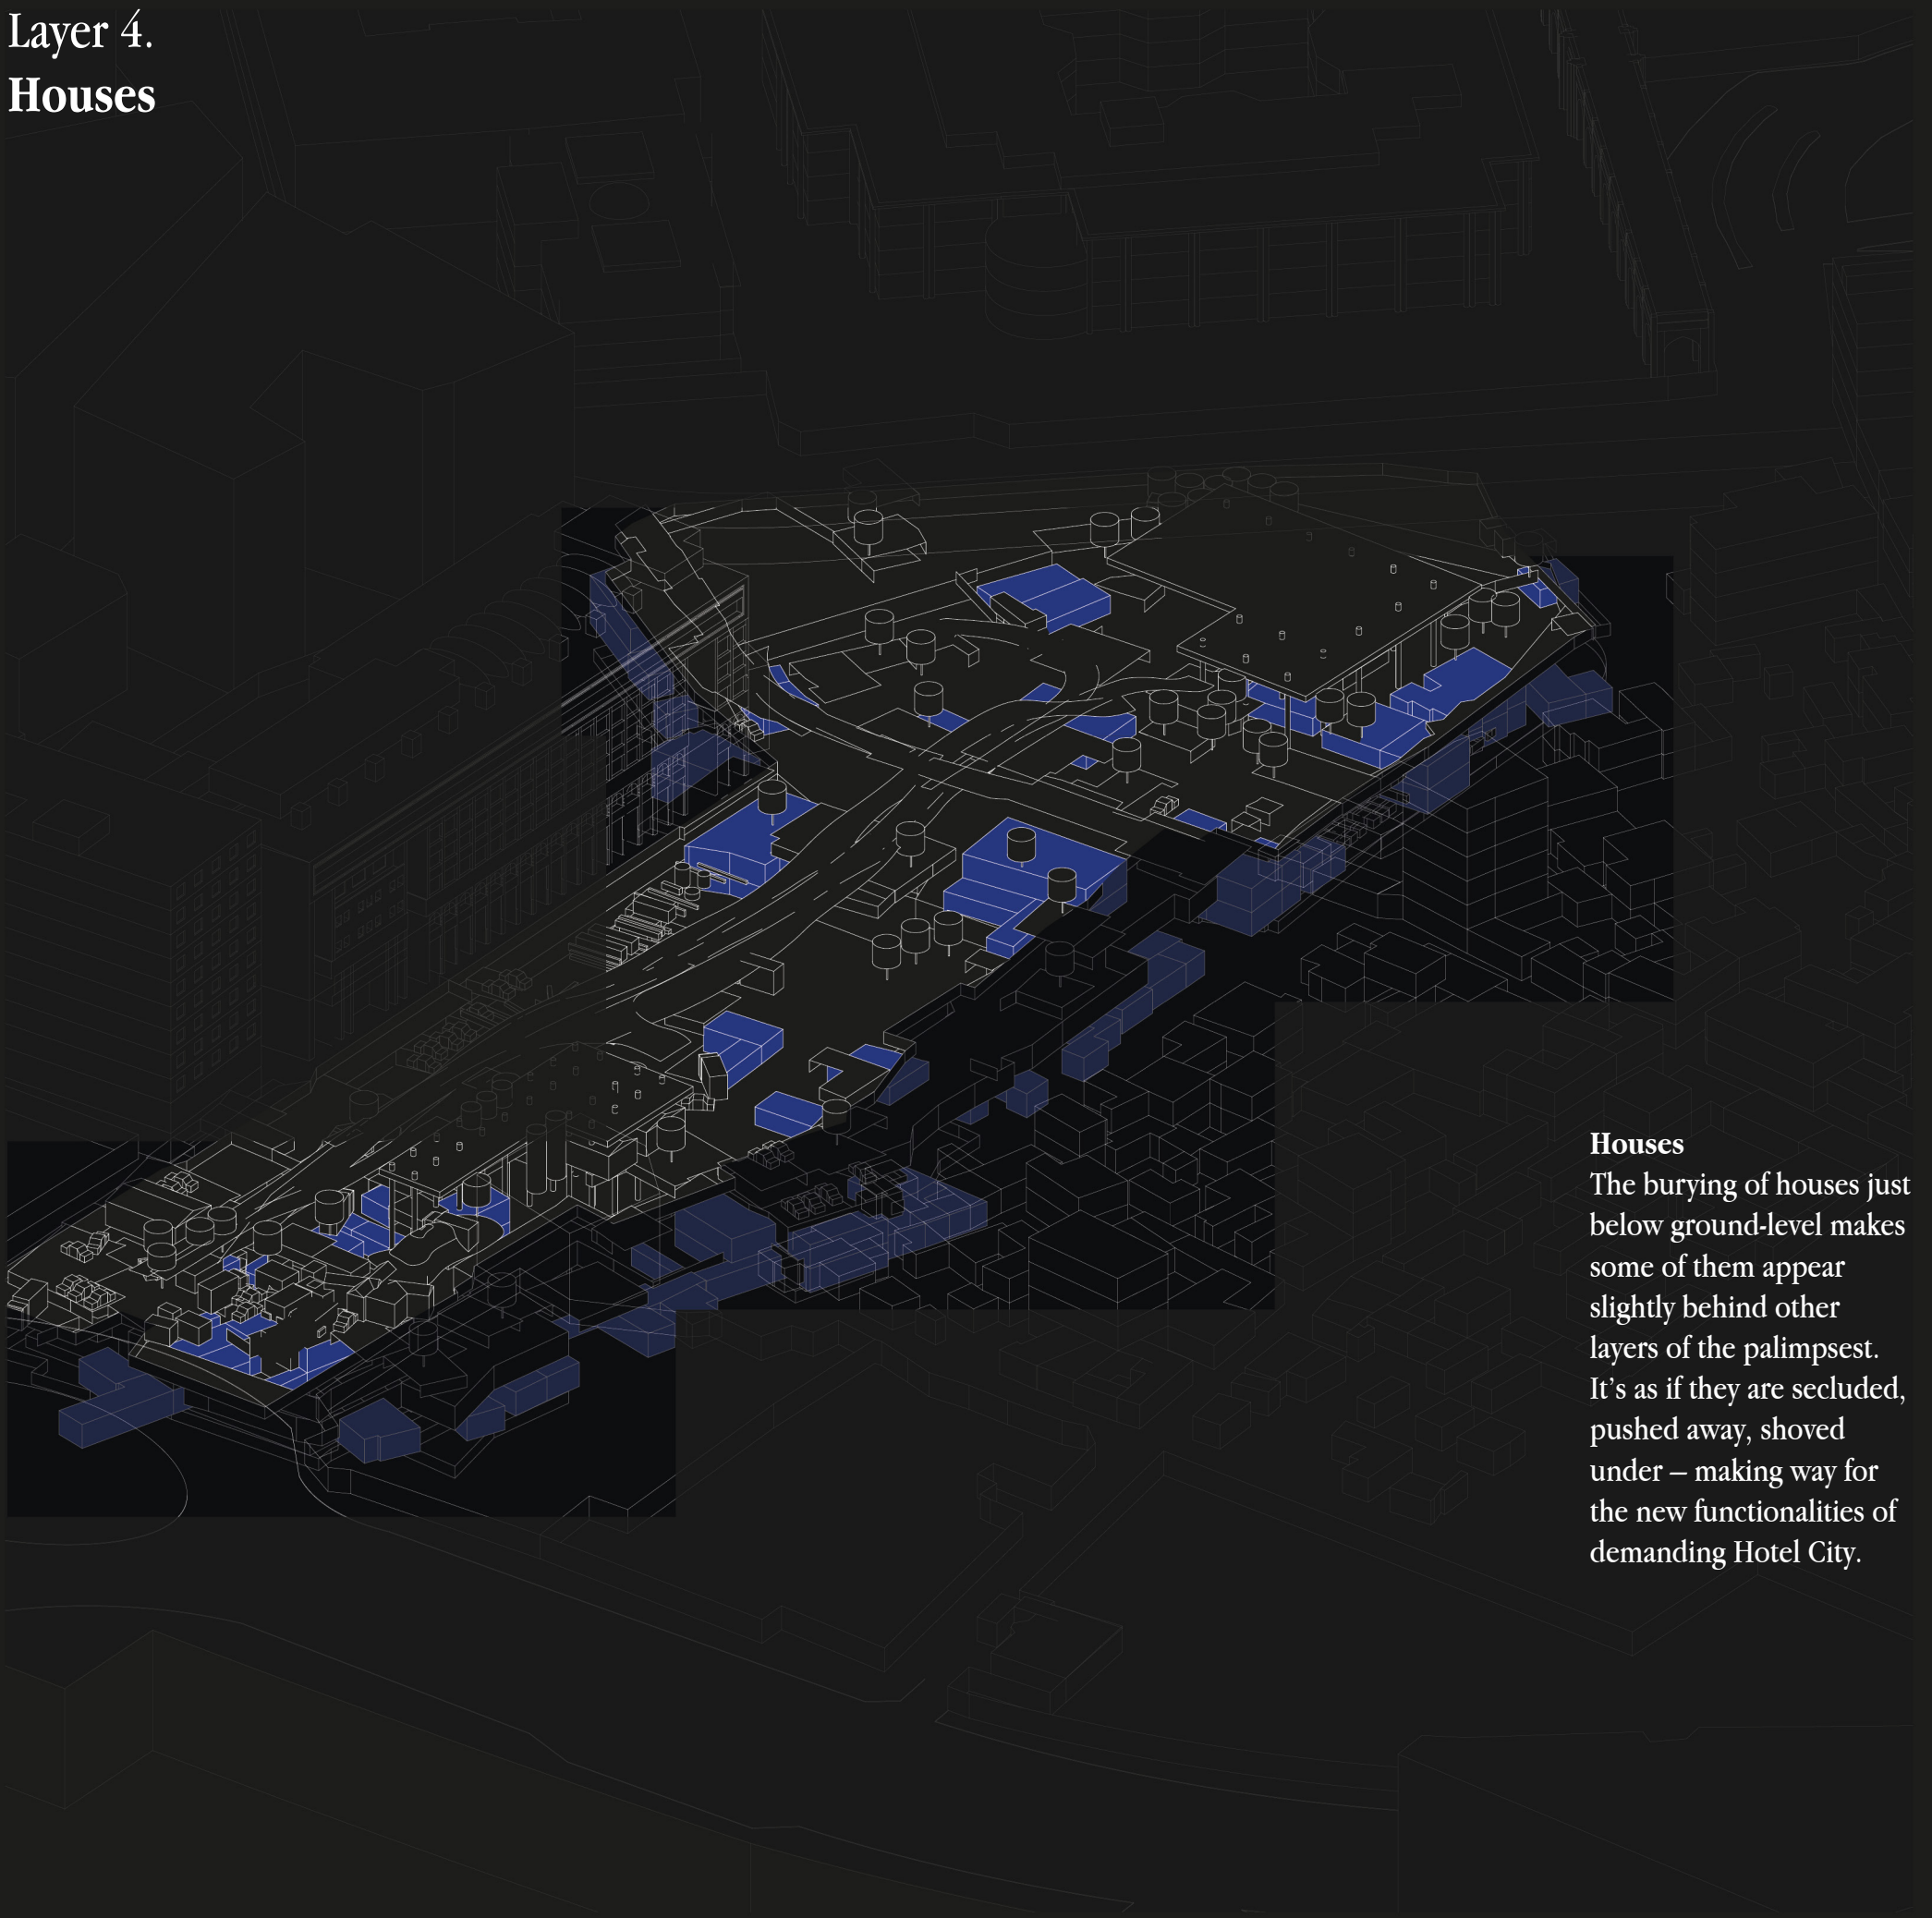 Layer 4.
Houses
Houses
The burying of houses just
below ground-level makes
some of them appear
slightly behind other
layers of the palimpsest.
It’s as if they are secluded,
pushed away, shoved
under – making way for
the new functionalities of
demanding Hotel City.